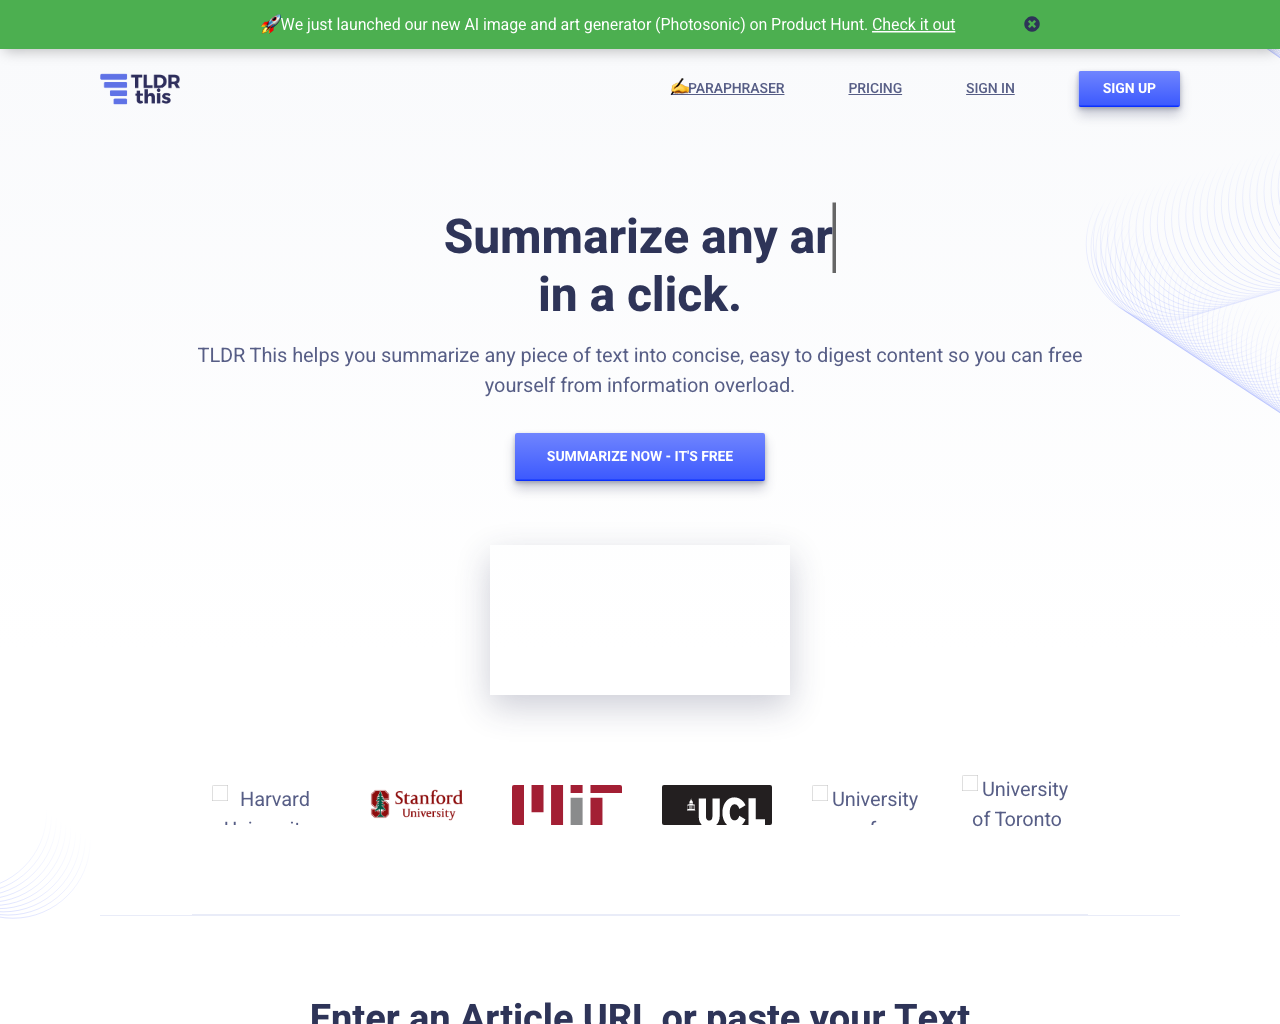 🚀We just launched our new AI image and art generator (Photosonic) on Product Hunt. Check it out
TLDR this
✍PARAPHRASER
PRICING
SIGN IN
SIGN UP
Summarize any ar
in a click.
TLDR This helps you summarize any piece of text into concise, easy to digest content so you can free
yourself from information overload.
SUMMARIZE NOW - IT'S FREE
Harvard
Stanford University
MIT
UCL
University
University of Toronto
Enter an Article URL or paste your Text